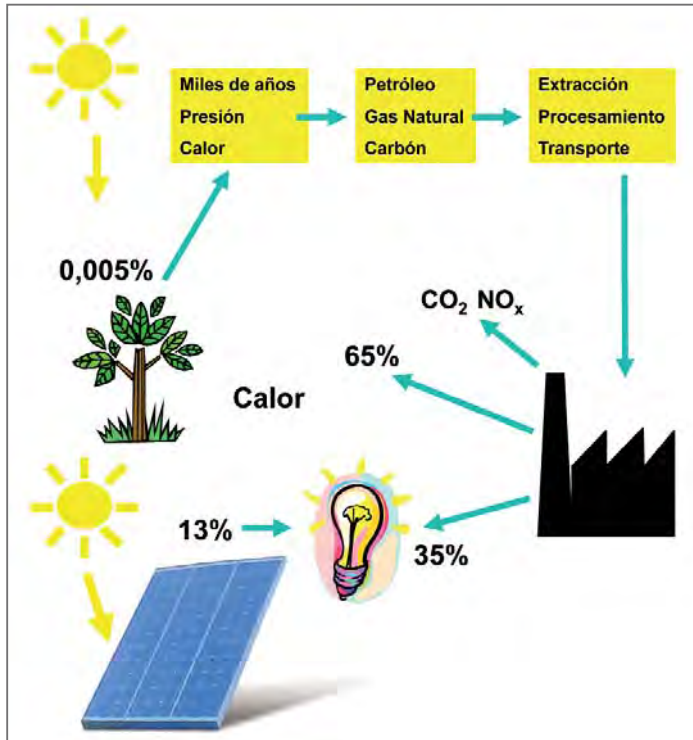 Miles de años
Presión
Calor
Petróleo
Gas Natural
Carbón
Extracción
Procesamiento
Transporte
0,005%
CO₂ NOₓ
65%
Calor
13%
35%